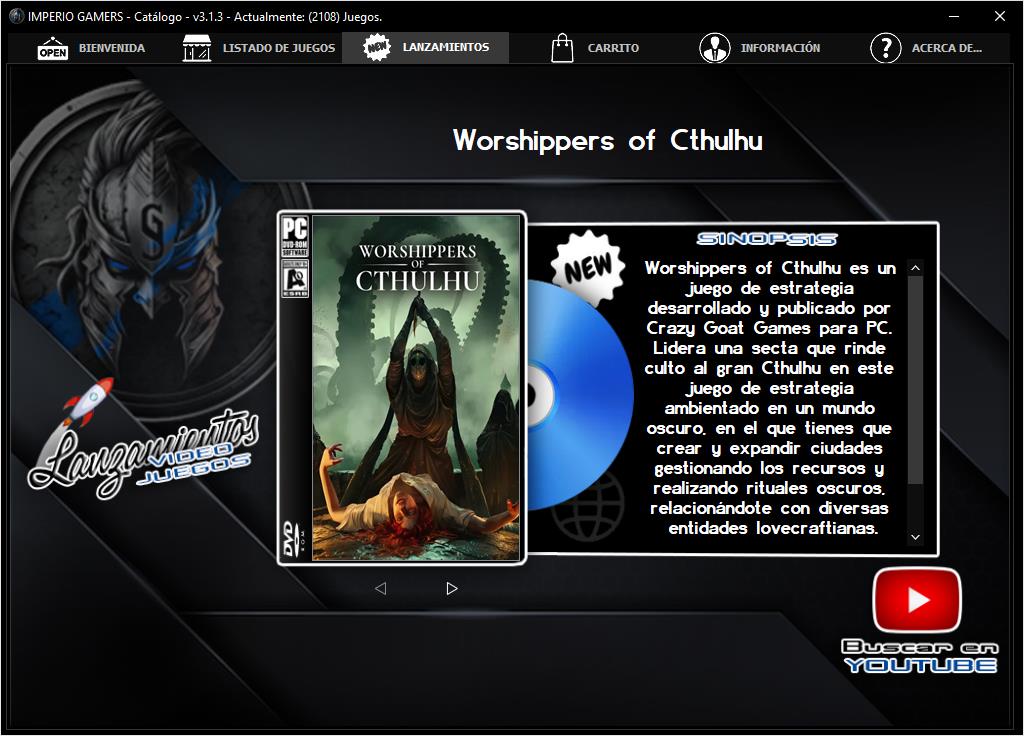 IMPERIO GAMERS - Catálogo - v3.1.3 - Actualmente: (2108) Juegos.
OPEN BIENVENIDA
LISTADO DE JUEGOS
NEW LANZAMIENTOS
CARRITO
INFORMACIÓN
? ACERCA DE...
Worshippers of Cthulhu
S
PC
DVD-ROM
SOFTWARE
ESRB
DVD
ROM
WORSHIPPERS
OF
CTHULHU
NEW
SINOPSIS
Worshippers of Cthulhu es un
juego de estrategia
desarrollado y publicado por
Crazy Goat Games para PC.
Lidera una secta que rinde
culto al gran Cthulhu en este
juego de estrategia
ambientado en un mundo
oscuro, en el que tienes que
crear y expandir ciudades
gestionando los recursos y
realizando rituales oscuros,
relacionándote con diversas
entidades lovecraftianas.
Lanzamientos
VIDEO
JUEGOS
Buscar en
YOUTUBE